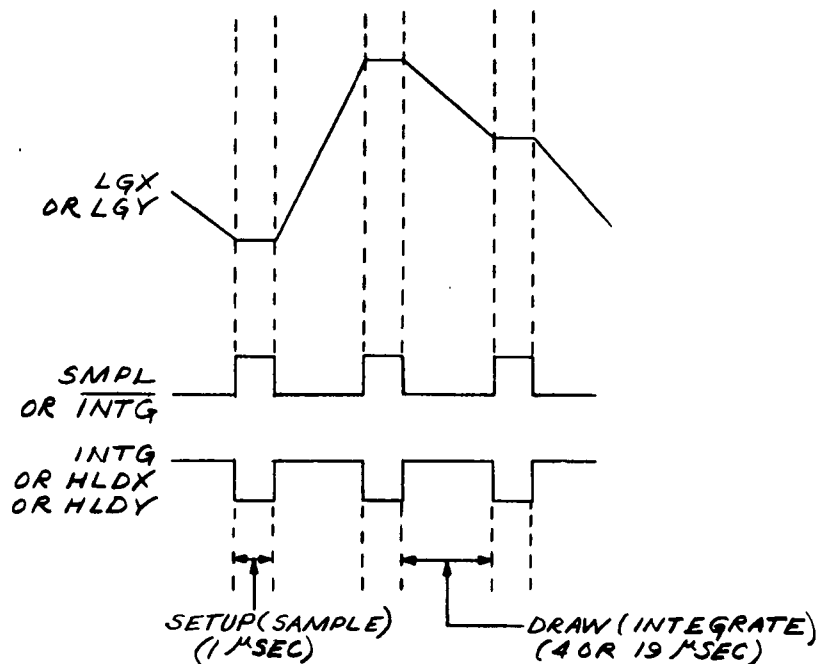 LGX
OR LGY
SMPL
OR INTG
INTG
OR HLDX
OR HLDY
SETUP(SAMPLE)
(1 μSEC)
DRAW (INTEGRATE)
(4 OR 19 μSEC)